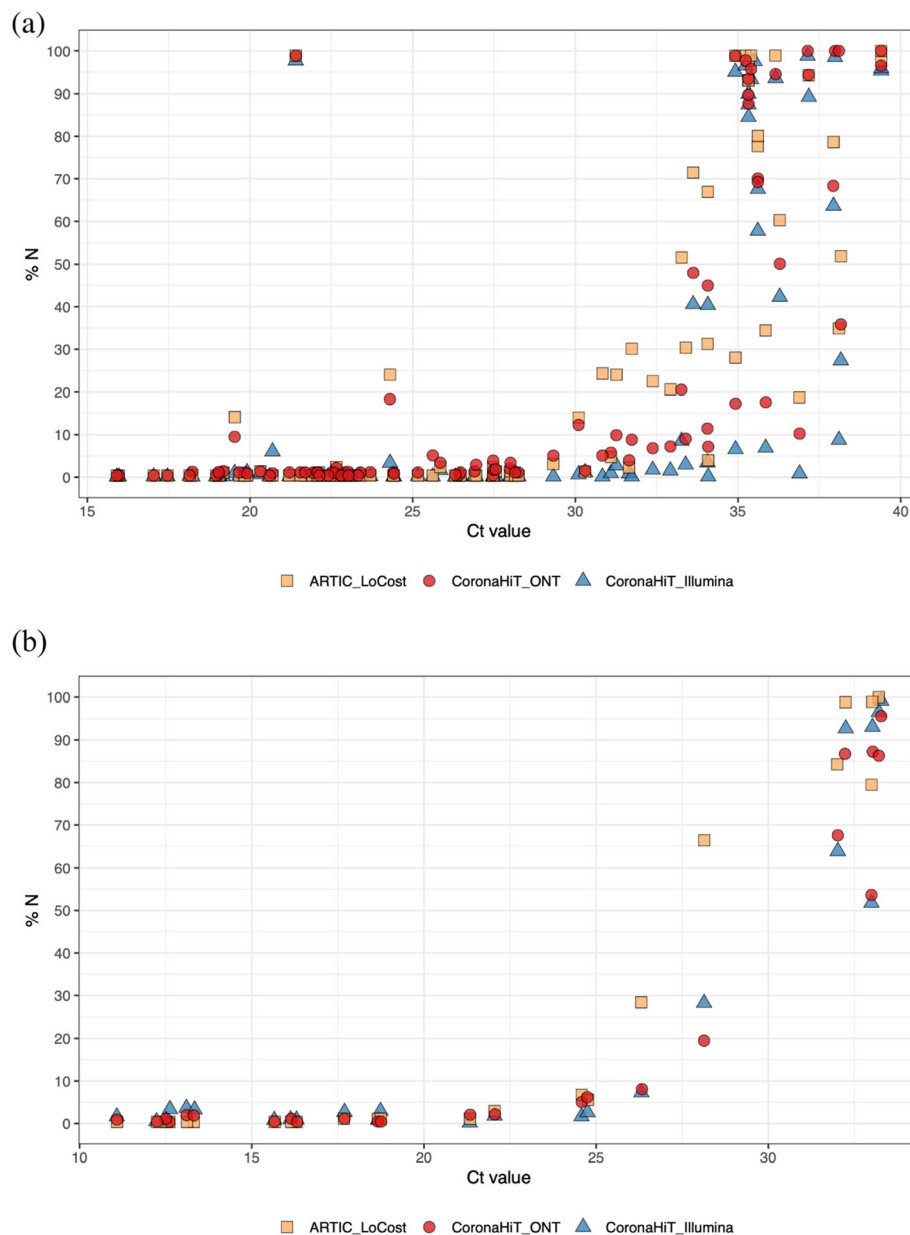 (a)
100
90
80
70
60
50
40
30
20
10
0
% N
15 20 25 30 35 40
Ct value
ARTIC_LoCost CoronaHiT_ONT CoronaHiT_Illumina
(b)
100
90
80
70
60
50
40
30
20
10
0
% N
10 15 20 25 30
Ct value
ARTIC_LoCost CoronaHiT_ONT CoronaHiT_Illumina